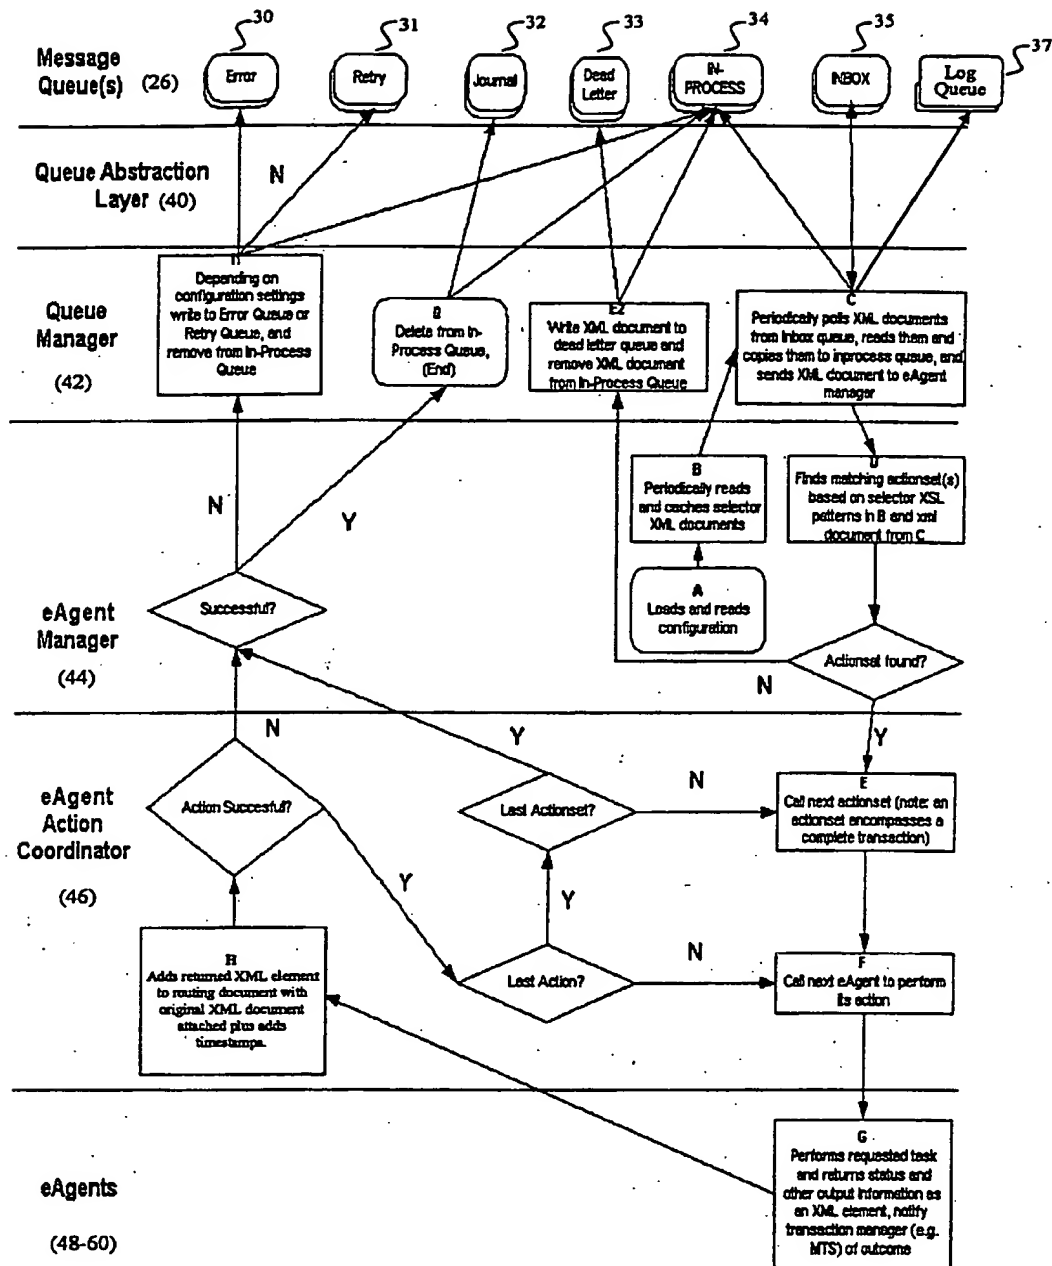 30
31
32
33
34
35
37
Message
Queue(s) (26)
Error
Retry
Journal
Dead
Letter
IN-
PROCESS
INBOX
Log
Queue
Queue Abstraction
Layer (40)
N
Queue
Manager
(42)
Depending on
configuration settings
write to Error Queue or
Retry Queue, and
remove from In-Process
Queue
Delete from In-
Process Queue,
(End)
E2
Write XML document to
dead letter queue and
remove XML document
from In-Process Queue
C
Periodically polls XML documents
from Inbox queue, reads them and
copies them to inprocess queue, and
sends XML document to eAgent
manager
N
Y
B
Periodically reads
and caches selector
XML documents
D
Finds matching actionset(s)
based on selector XSL
patterns in B and xml
document from C
A
Loads and reads
configuration
eAgent
Manager
(44)
Successful?
Actionset found?
N
N
Y
Y
eAgent
Action
Coordinator
(46)
Action Succesful?
Last Actionset?
N
E
Call next actionset (note: an
actionset encompasses a
complete transaction)
Y
Y
H
Adds returned XML element
to routing document with
original XML document
attached plus adds
timestamps.
Last Action?
N
F
Call next eAgent to perform
its action
eAgents
(48-60)
G
Performs requested task
and returns status and
other output information as
an XML element, notify
transaction manager (e.g.
MTS) of outcome